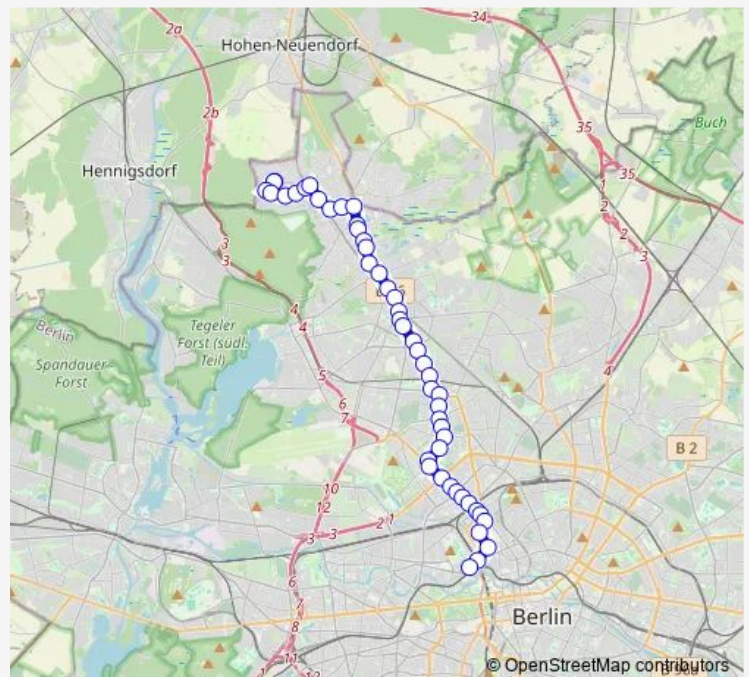 34
2a
Hohen Neuendorf
2b
35
Buch
Hennigsdorf
35
1
2
2
3
3
3
4
4
Berlin
Tegeler
Forst (südl.
Teil)
Spandauer
Forst
5
4
6
7
B 2
10
12
2
1
3
3
6
7
Berlin
8
11
12
1
© OpenStreetMap contributors